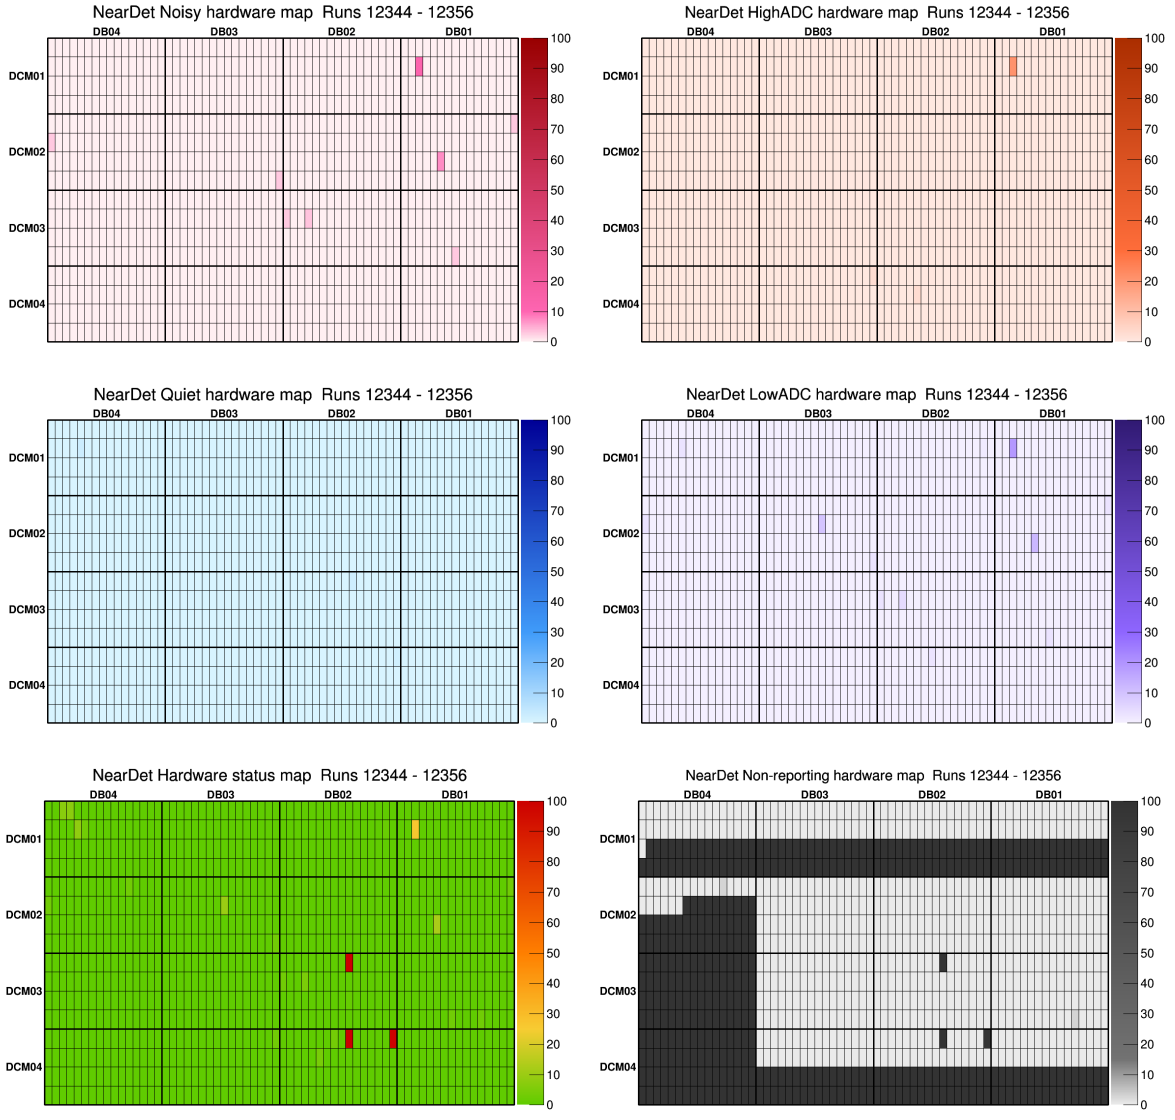 NearDet Noisy hardware map Runs 12344 - 12356
DB04 DB03 DB02 DB01
DCM01
DCM02
DCM03
DCM04
100
90
80
70
60
50
40
30
20
10
0
NearDet HighADC hardware map Runs 12344 - 12356
DB04 DB03 DB02 DB01
DCM01
DCM02
DCM03
DCM04
100
90
80
70
60
50
40
30
20
10
0
NearDet Quiet hardware map Runs 12344 - 12356
DB04 DB03 DB02 DB01
DCM01
DCM02
DCM03
DCM04
100
90
80
70
60
50
40
30
20
10
0
NearDet LowADC hardware map Runs 12344 - 12356
DB04 DB03 DB02 DB01
DCM01
DCM02
DCM03
DCM04
100
90
80
70
60
50
40
30
20
10
0
NearDet Hardware status map Runs 12344 - 12356
DB04 DB03 DB02 DB01
DCM01
DCM02
DCM03
DCM04
100
90
80
70
60
50
40
30
20
10
0
NearDet Non-reporting hardware map Runs 12344 - 12356
DB04 DB03 DB02 DB01
DCM01
DCM02
DCM03
DCM04
100
90
80
70
60
50
40
30
20
10
0